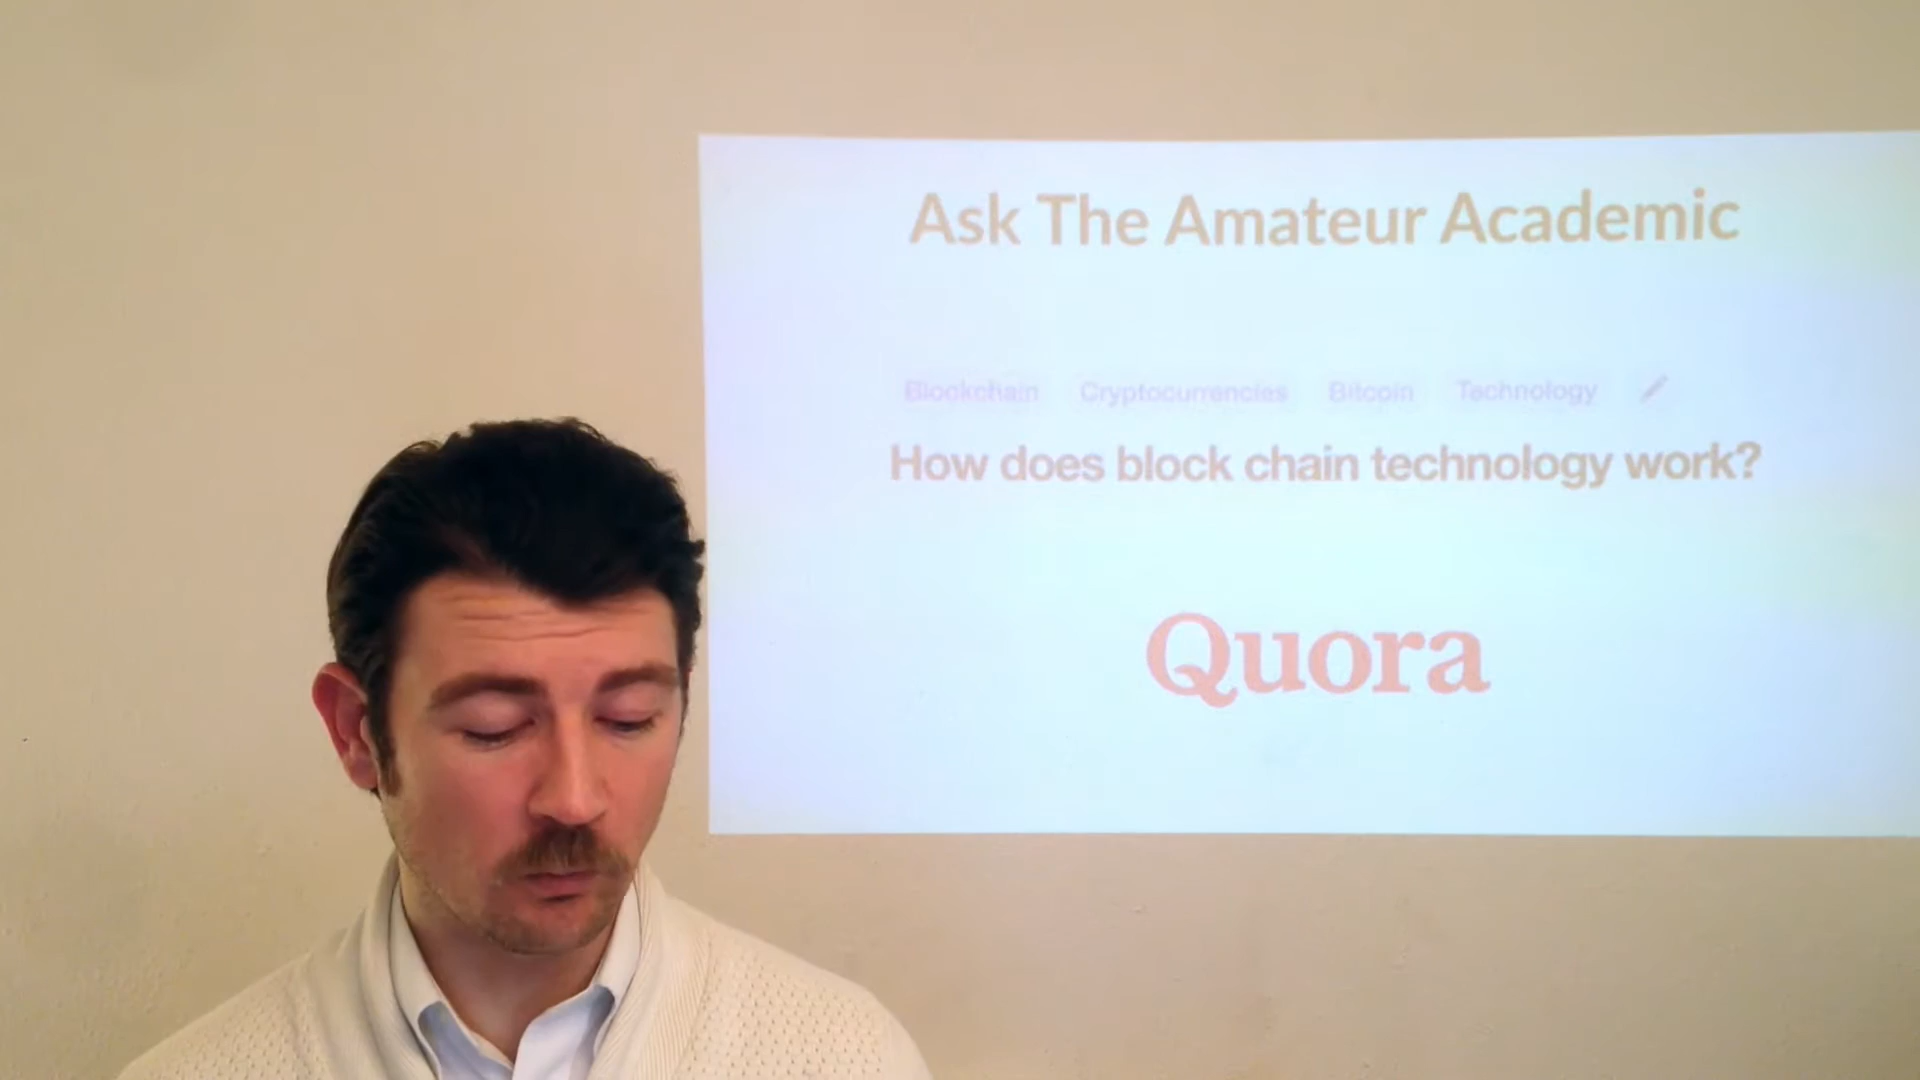 Ask The Amateur Academic
Blockchain Cryptocurrencies Bitcoin Technology
How does block chain technology work?
Quora